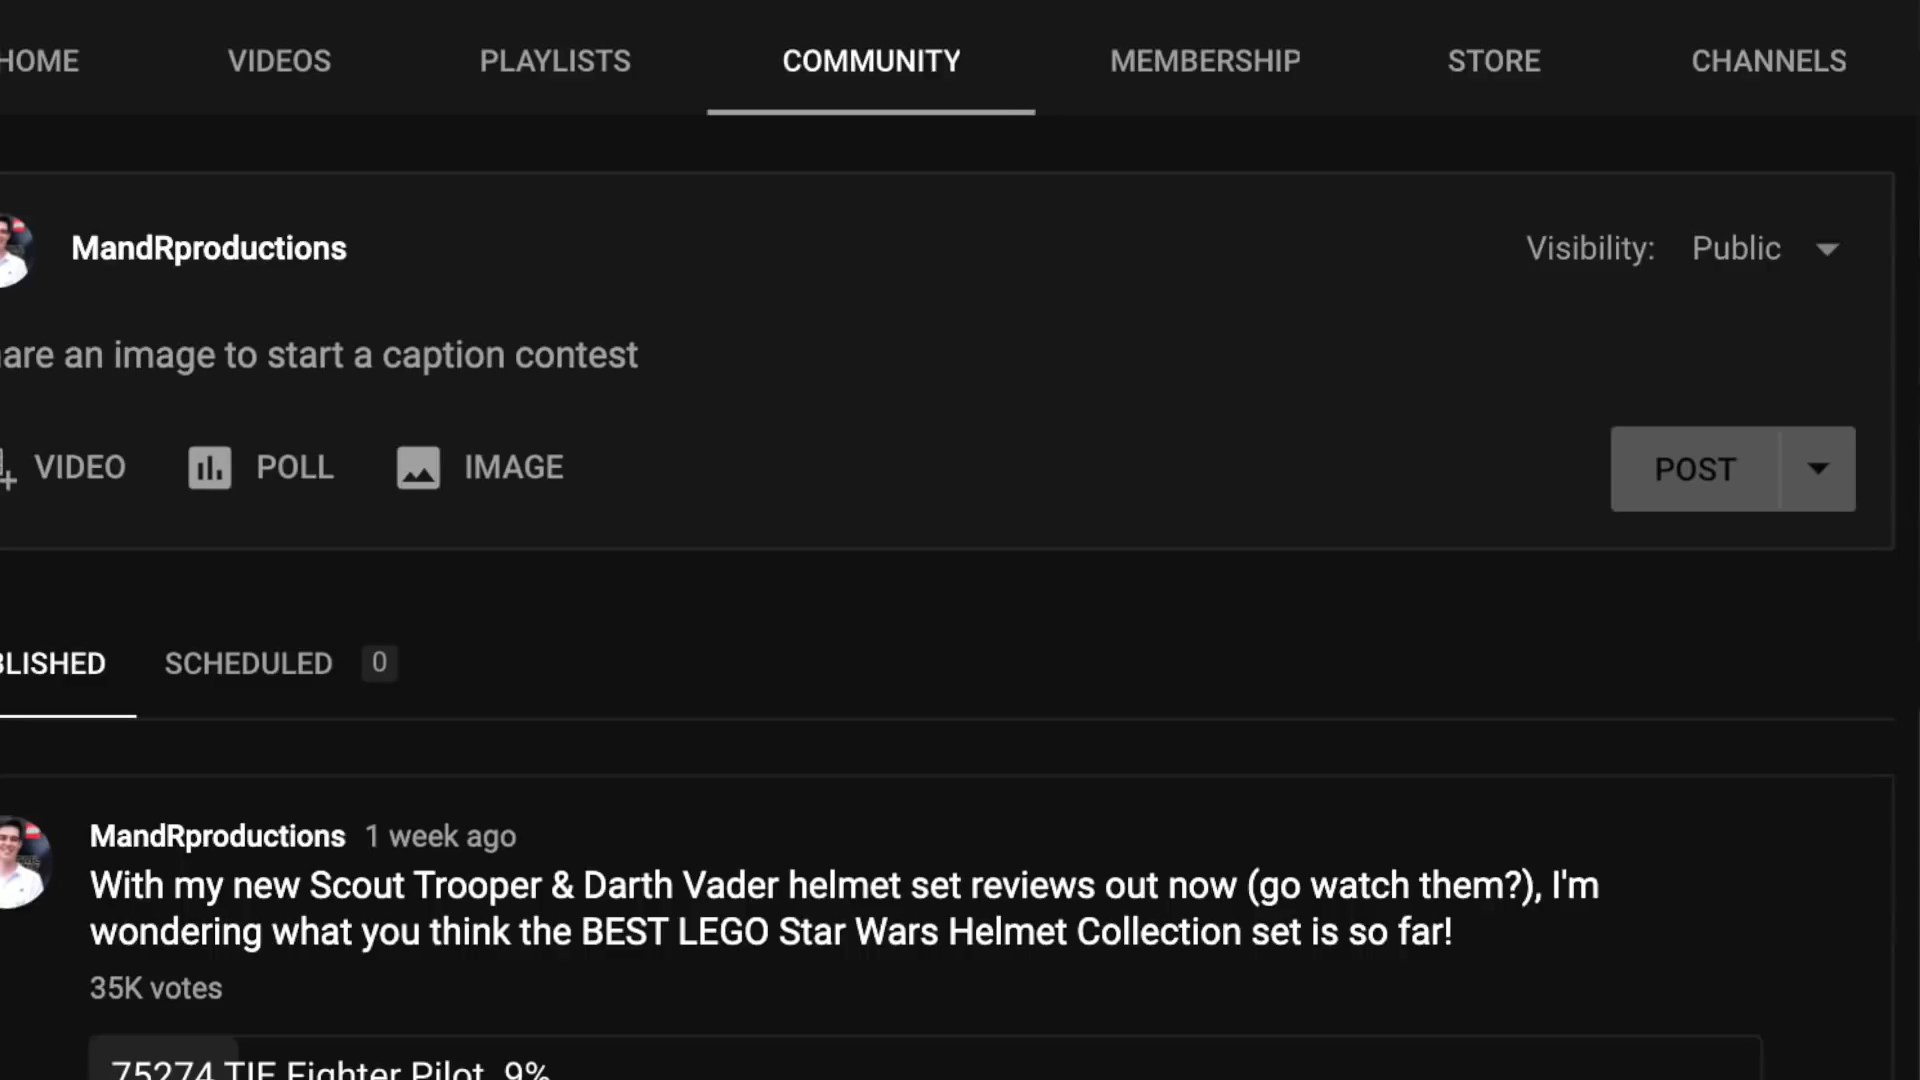 HOME VIDEOS PLAYLISTS COMMUNITY MEMBERSHIP STORE CHANNELS
MandRproductions Visibility: Public
are an image to start a caption contest
VIDEO POLL IMAGE POST
BLISHED SCHEDULED 0
MandRproductions 1 week ago
With my new Scout Trooper & Darth Vader helmet set reviews out now (go watch them?), I'm
wondering what you think the BEST LEGO Star Wars Helmet Collection set is so far!
35K votes
75274 TIE Fighter Pilot 9%